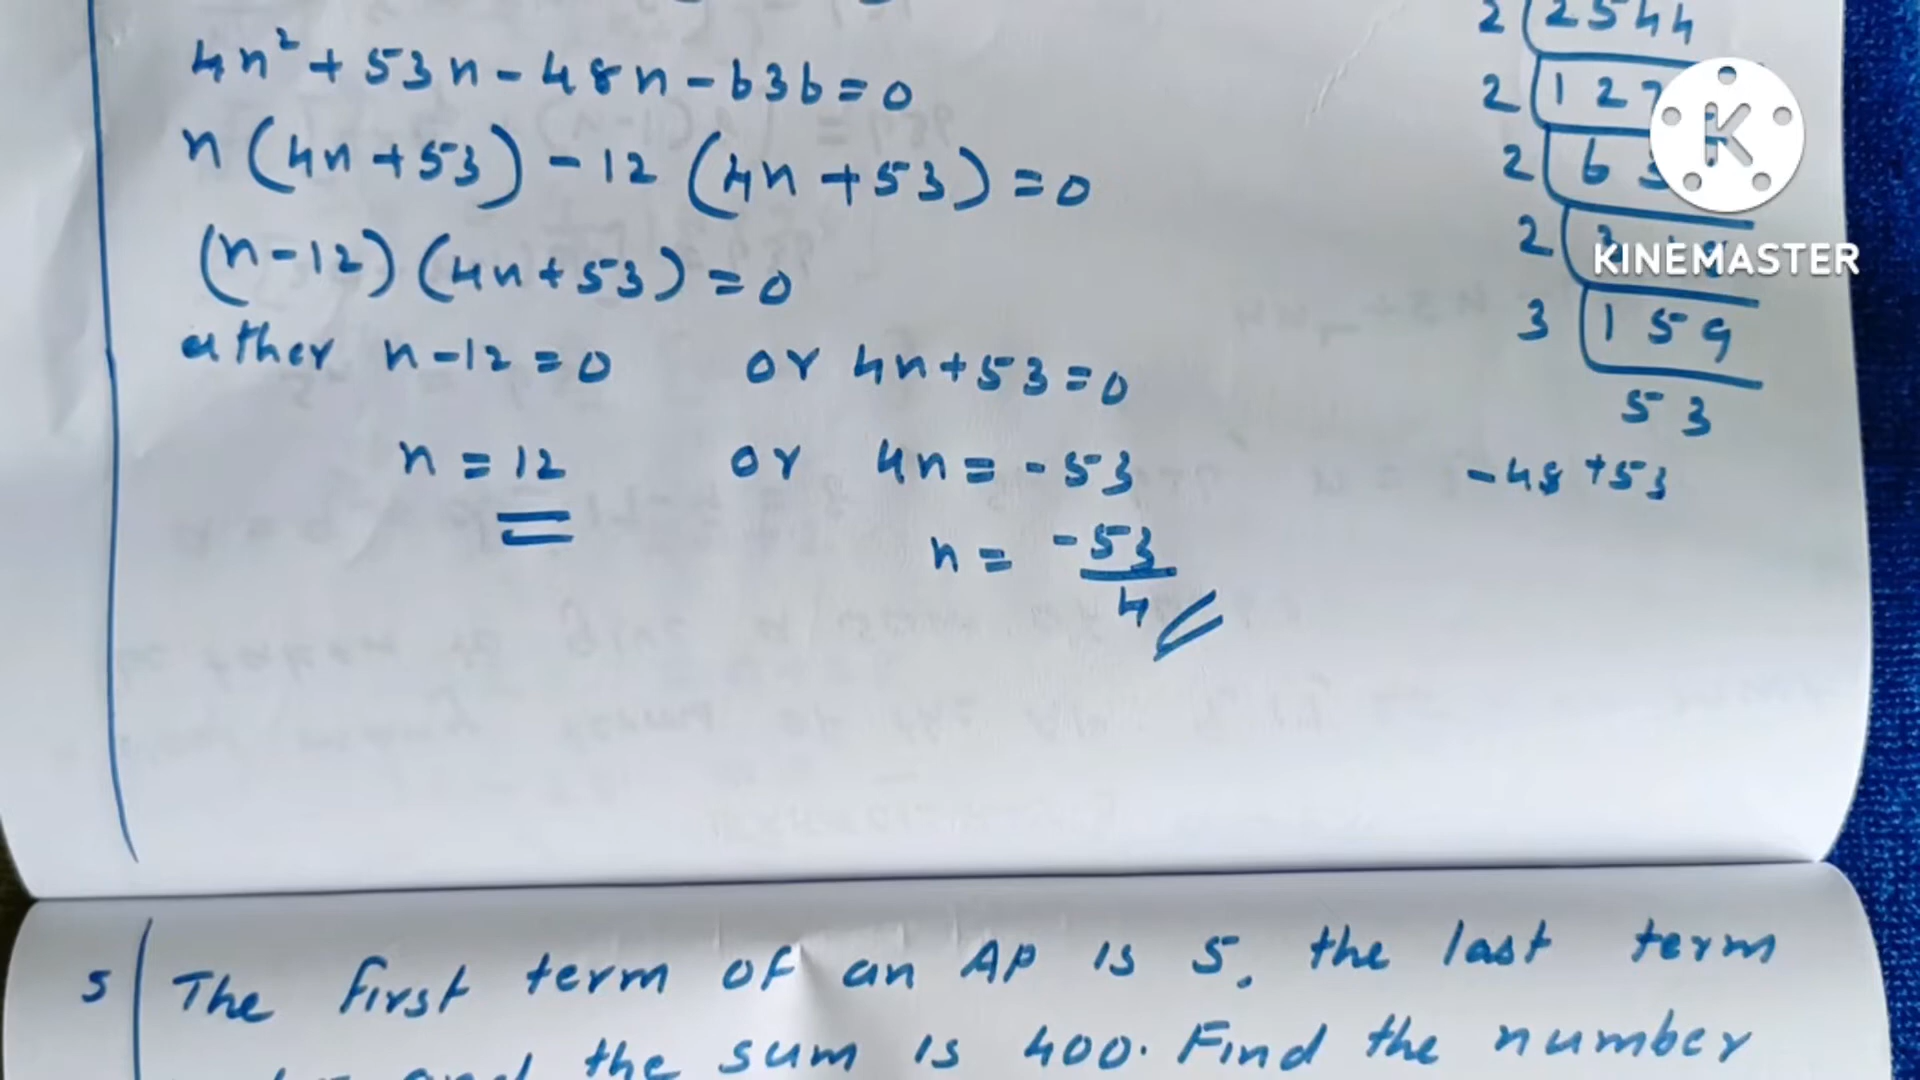 4n² + 53n - 48n - 636 = 0
n (4n + 53) - 12 (4n + 53) = 0
(n - 12) (4n + 53) = 0
either n - 12 = 0 or 4n + 53 = 0
n = 12 or 4n = - 53
n = -53/4
2 2544
2 127
2 63
2
3 159
53
- 48 + 53
KINEMASTER
5 The first term of an AP is 5, the last term
and the sum is 400. Find the number